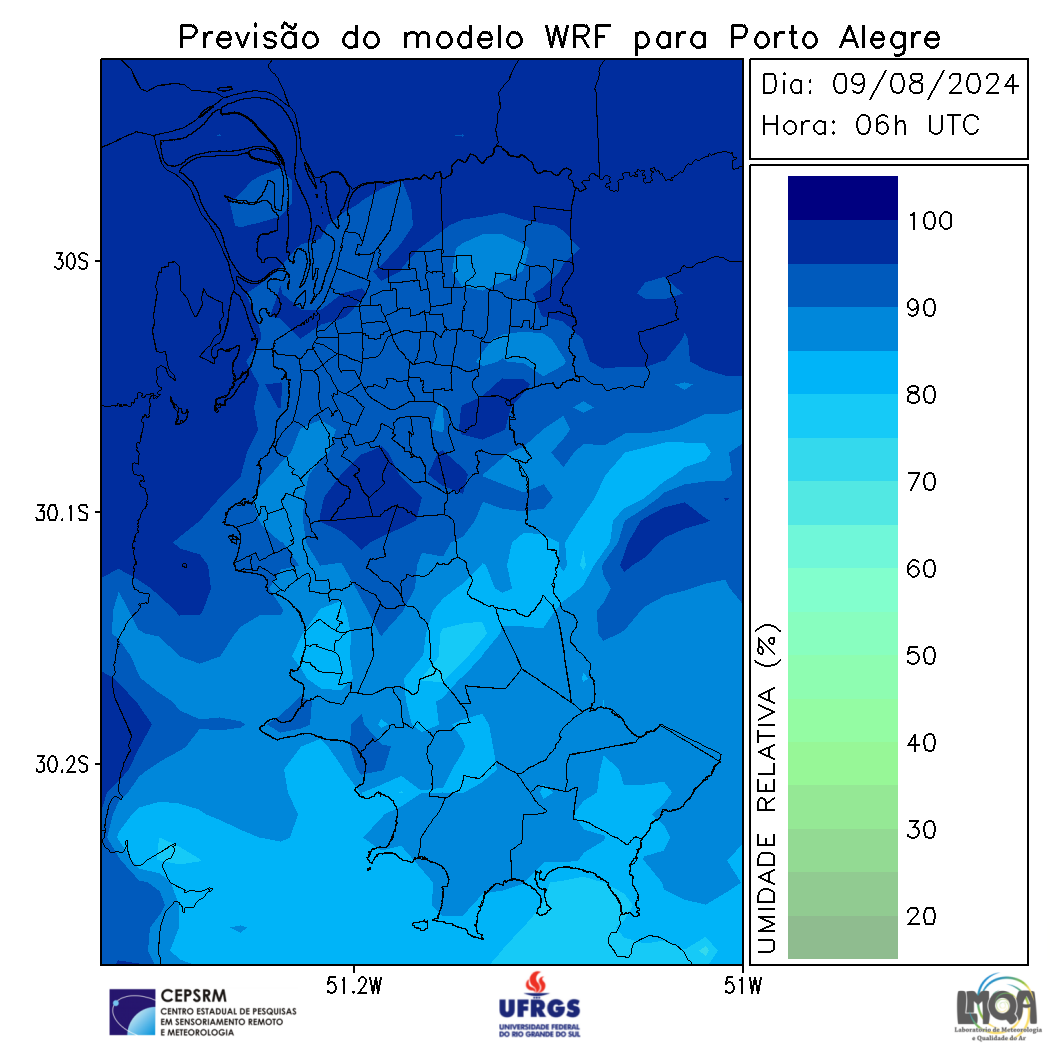 Previsão do modelo WRF para Porto Alegre
Dia: 09/08/2024
Hora: 06h UTC
100
90
80
70
60
50
40
30
20
UMIDADE RELATIVA (%)
30S
30.1S
30.2S
51.2W
51W
CEPSRM
CENTRO ESTADUAL DE PESQUISAS
EM SENSORIAMENTO REMOTO
E METEOROLOGIA
UFRGS
UNIVERSIDADE FEDERAL
DO RIO GRANDE DO SUL
LMQA
Laboratório de Meteorologia
e Qualidade do Ar